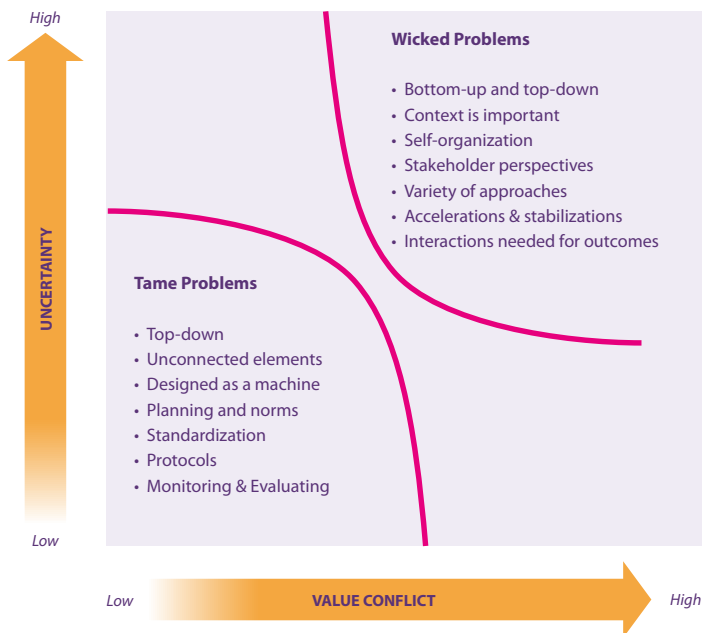 High
UNCERTAINTY
Low
Wicked Problems
• Bottom-up and top-down
• Context is important
• Self-organization
• Stakeholder perspectives
• Variety of approaches
• Accelerations & stabilizations
• Interactions needed for outcomes
Tame Problems
• Top-down
• Unconnected elements
• Designed as a machine
• Planning and norms
• Standardization
• Protocols
• Monitoring & Evaluating
Low
VALUE CONFLICT
High